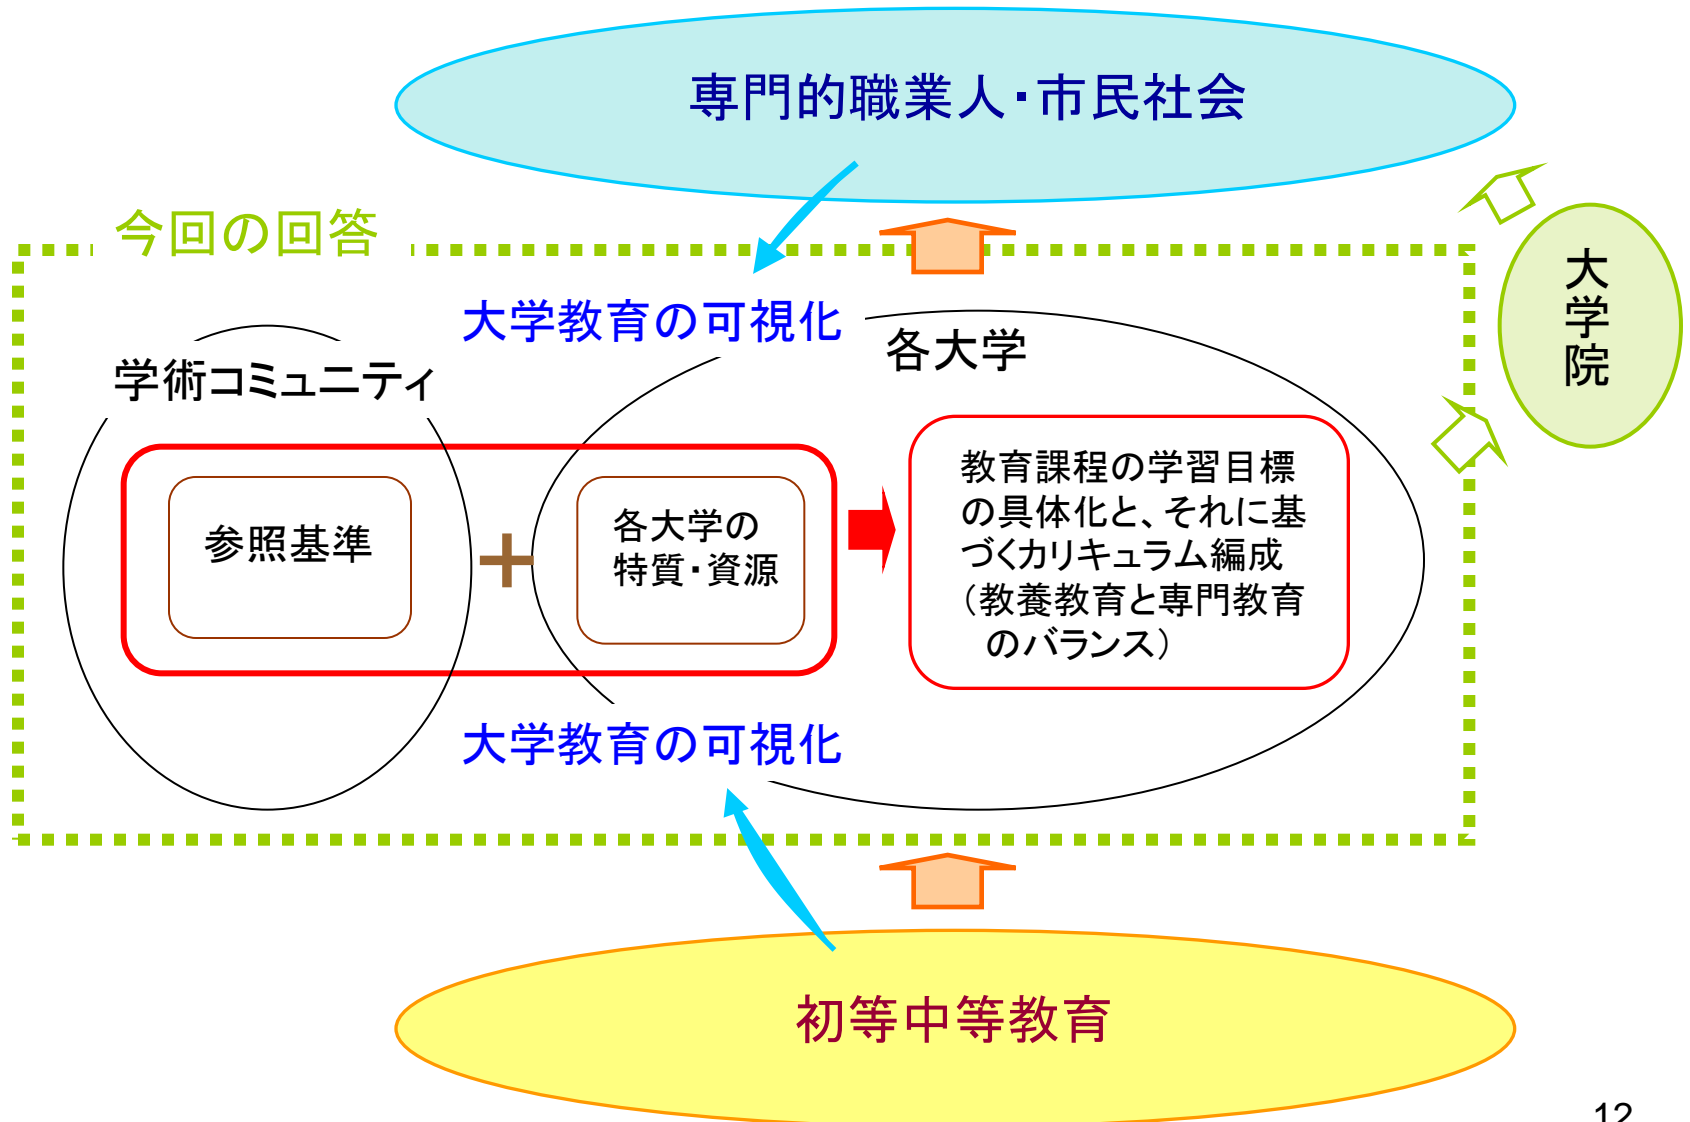 専門的職業人・市民社会
今回の回答
大学院
大学教育の可視化
各大学
学術コミュニティ
参照基準
+
各大学の
特質・資源
教育課程の学習目標
の具体化と、それに基
づくカリキュラム編成
（教養教育と専門教育
のバランス）
大学教育の可視化
初等中等教育
12